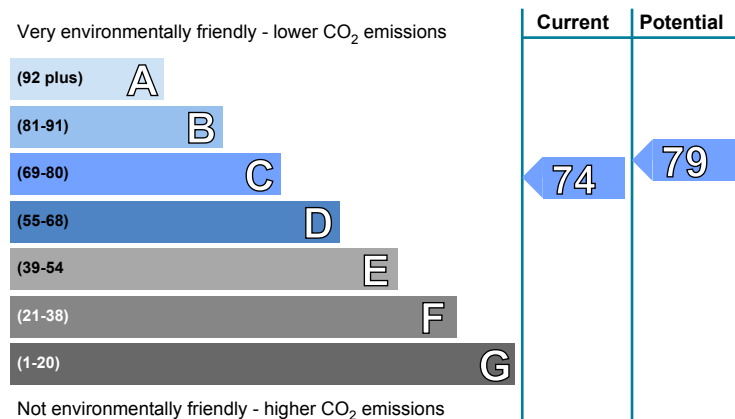 Very environmentally friendly - lower CO₂ emissions
Current
Potential
(92 plus) A
(81-91) B
(69-80) C
(55-68) D
(39-54 E
(21-38) F
(1-20) G
74
79
Not environmentally friendly - higher CO₂ emissions